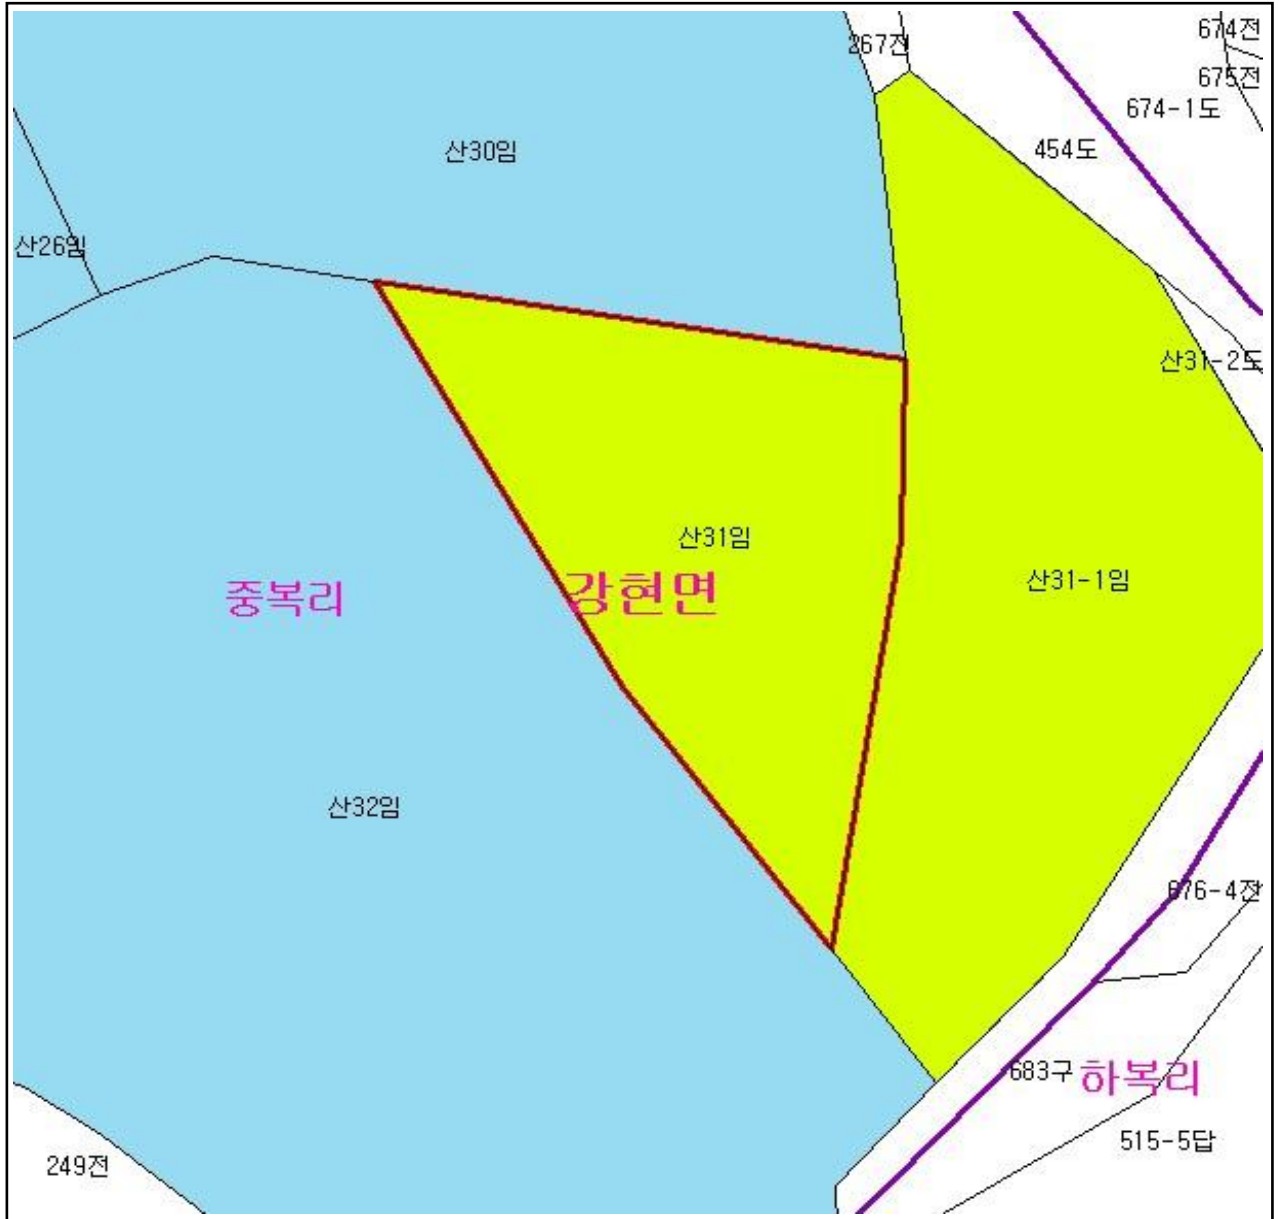 674전
267전
675전
674-1도
454도
산30임
산26임
산31-2도
산31임
산31-1임
강현면
중복리
산32임
676-4전
683구
하복리
515-5답
249전